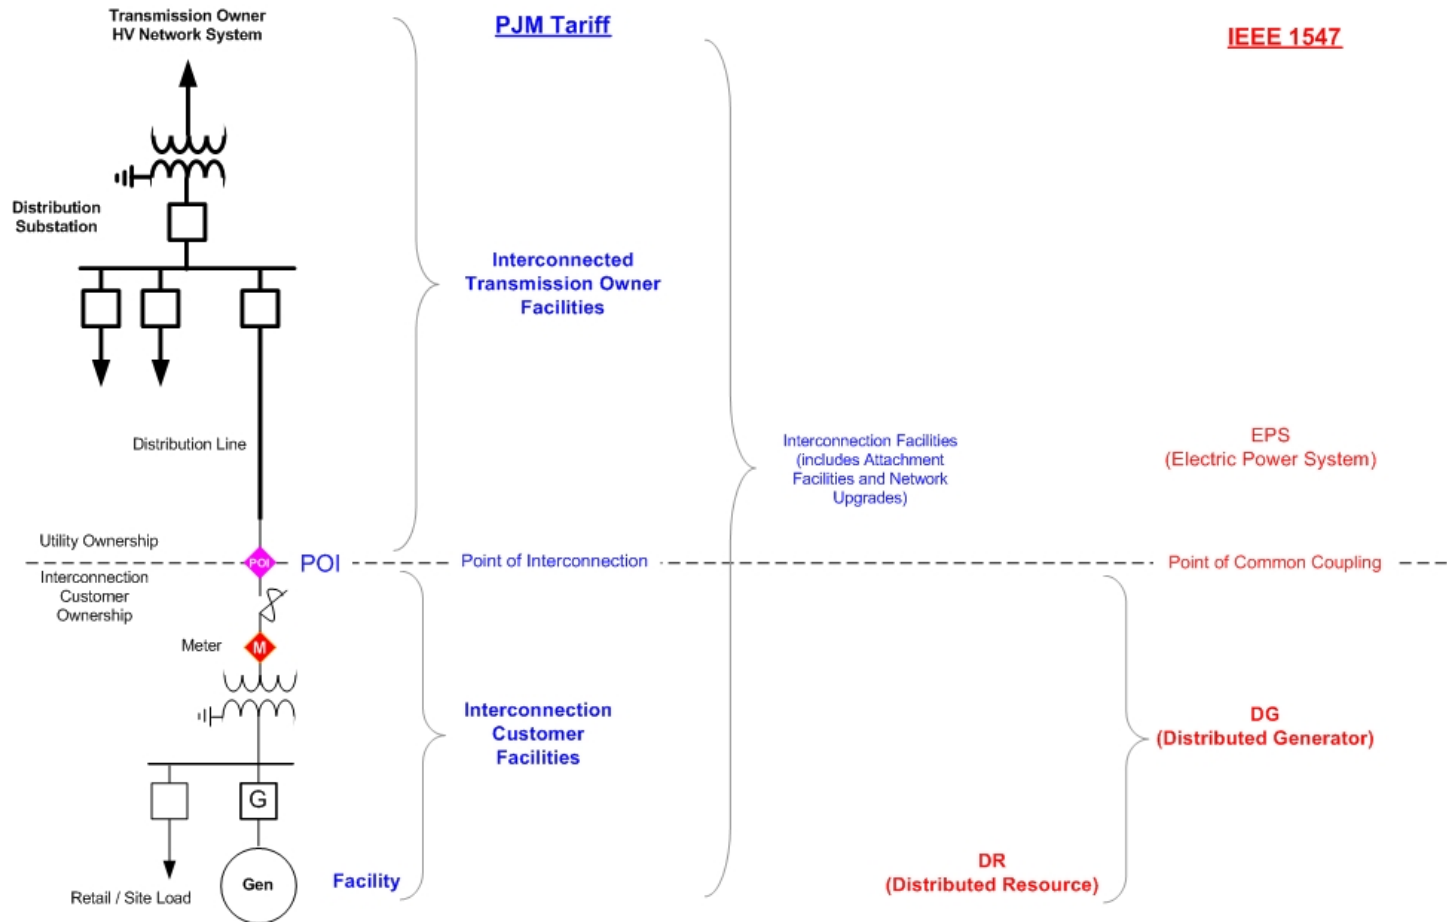 Transmission Owner
HV Network System
PJM Tariff
IEEE 1547
Distribution
Substation
Interconnected
Transmission Owner
Facilities
Distribution Line
Interconnection Facilities
(includes Attachment
Facilities and Network
Upgrades)
EPS
(Electric Power System)
Utility Ownership
POI
POI
Point of Interconnection
Point of Common Coupling
Interconnection
Customer
Ownership
Meter
M
Interconnection
Customer
Facilities
DG
(Distributed Generator)
G
Gen
Facility
DR
(Distributed Resource)
Retail / Site Load